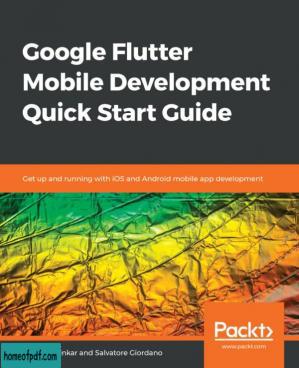 Google Flutter
Mobile Development
Quick Start Guide
Get up and running with iOS and Android mobile app development
Packt>
www.packt.com
and Salvatore Giordano
homeofpdf.com